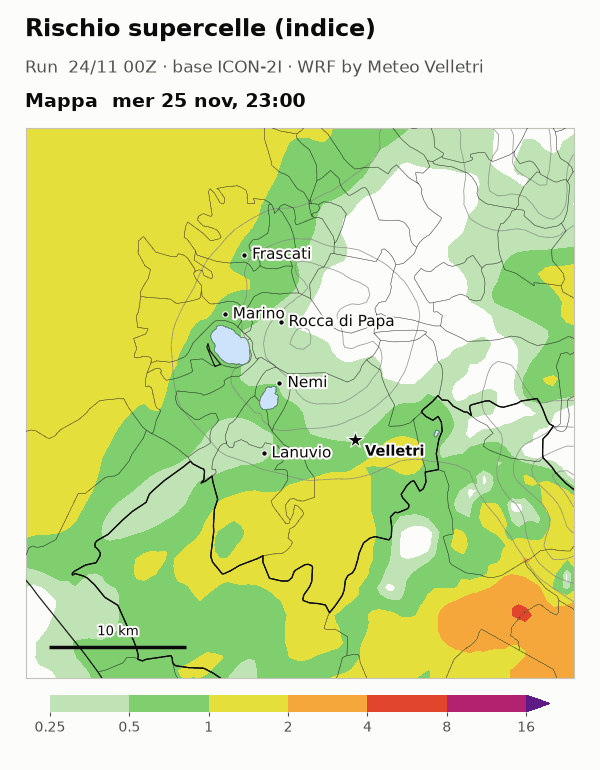 Rischio supercelle (indice)
Run  24/11 00Z · base ICON-2I · WRF by Meteo Velletri
Mappa  mer 25 nov, 23:00
Frascati
Marino
Rocca di Papa
Nemi
Velletri
Lanuvio
10 km
0.25 0.5 1 2 4 8 16